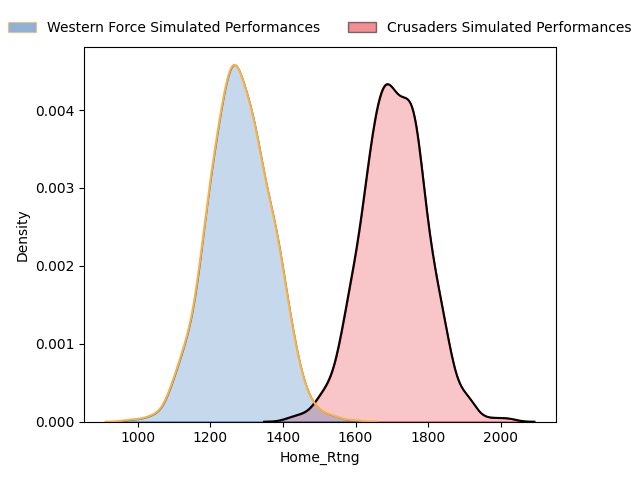 Western Force Simulated Performances Crusaders Simulated Performances
0.004
0.003
0.002
0.001
0.000
Density
1000 1200 1400 1600 1800 2000
Home_Rtng